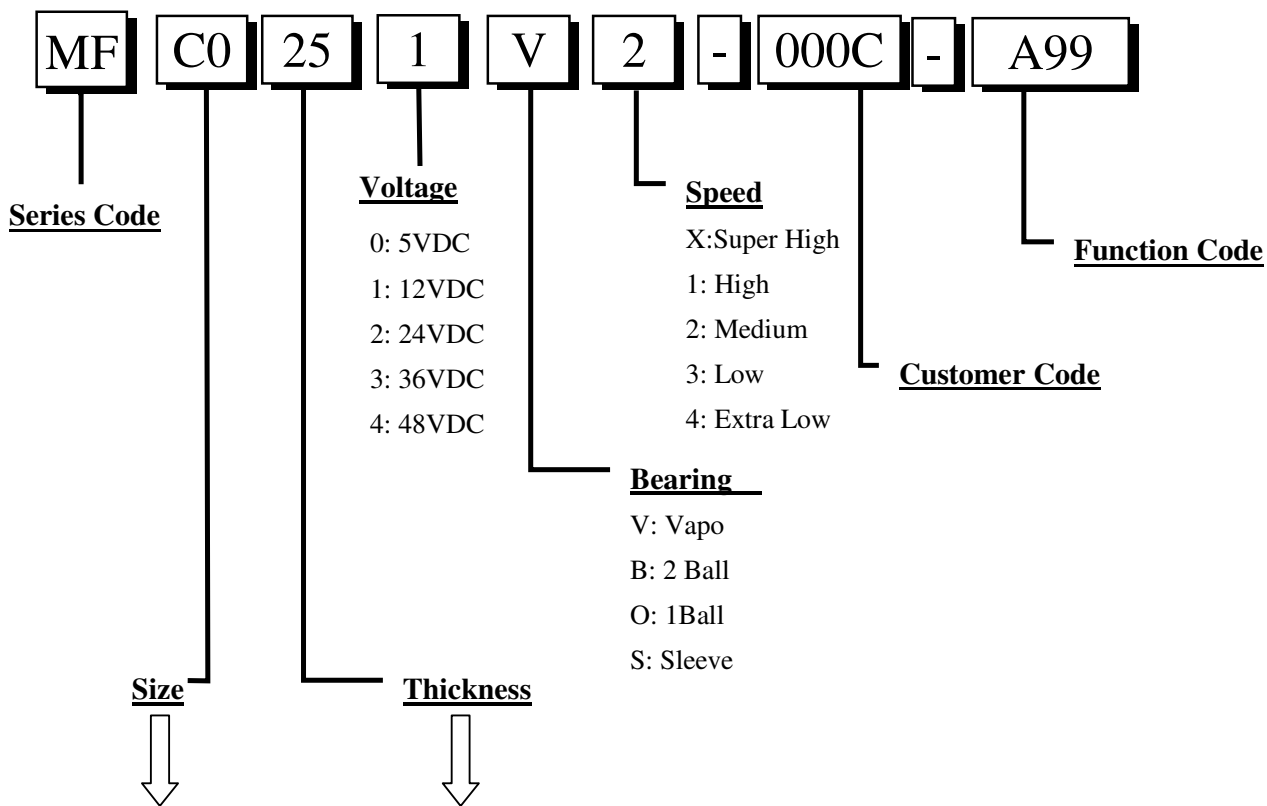 MF C0 25 1 V 2 - 000C - A99
Series Code
Voltage
0: 5VDC
1: 12VDC
2: 24VDC
3: 36VDC
4: 48VDC
Speed
X:Super High
1: High
2: Medium
3: Low
4: Extra Low
Function Code
Customer Code
Bearing
V: Vapo
B: 2 Ball
O: 1Ball
S: Sleeve
Size
Thickness